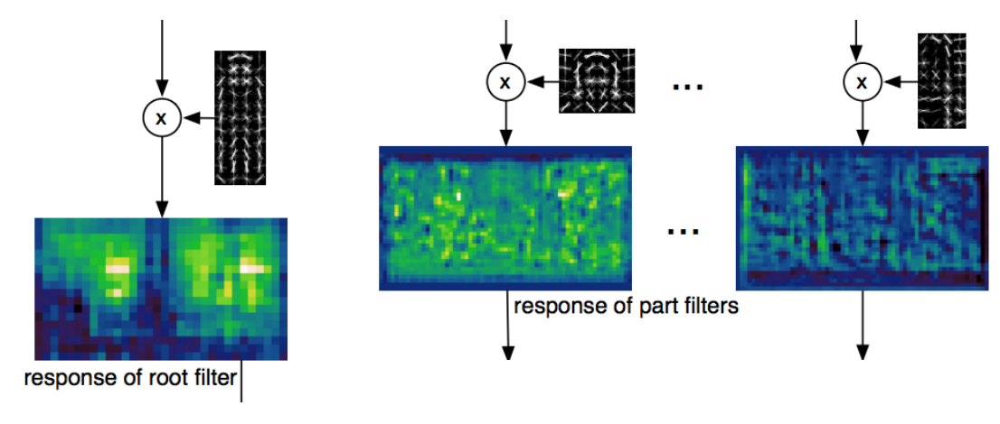 x
x
...
x
...
response of part filters
response of root filter